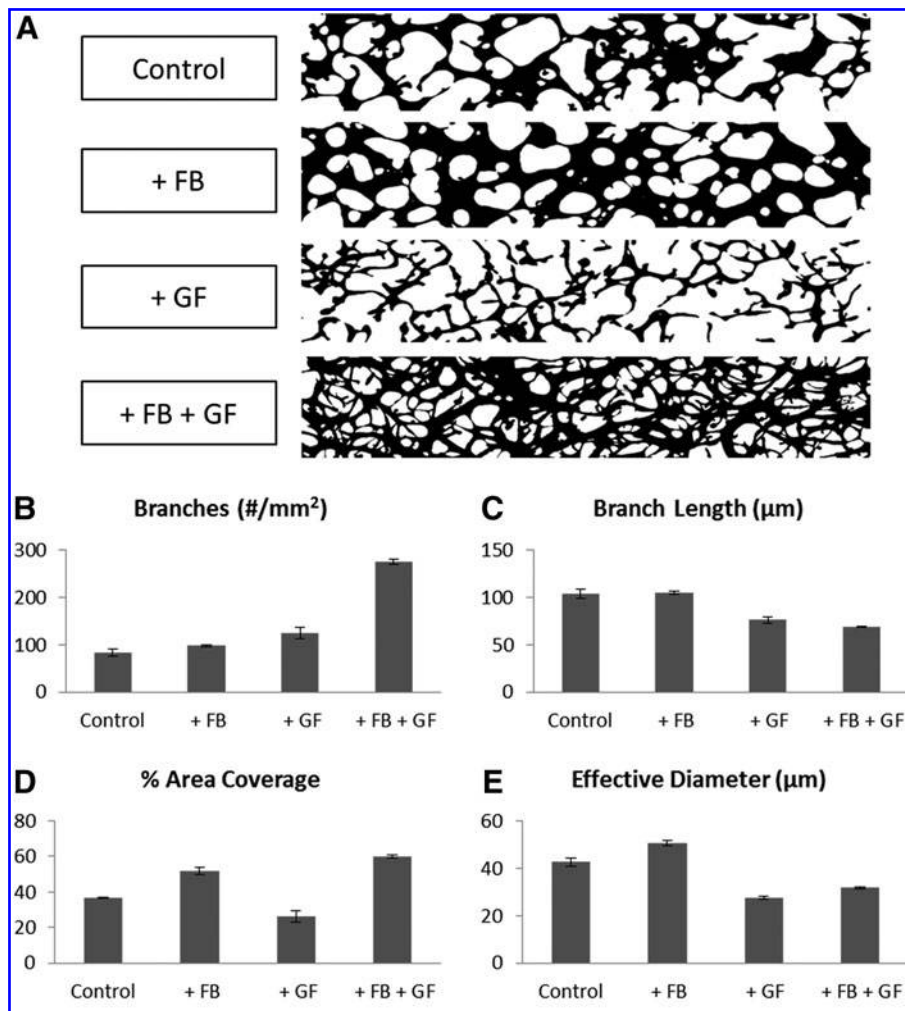 A
Control
+ FB
+ GF
+ FB + GF
B Branches (#/mm²)
300
200
100
0
Control + FB + GF + FB + GF
C Branch Length (µm)
150
100
50
0
Control + FB + GF + FB + GF
D % Area Coverage
80
60
40
20
0
Control + FB + GF + FB + GF
E Effective Diameter (µm)
60
40
20
0
Control + FB + GF + FB + GF